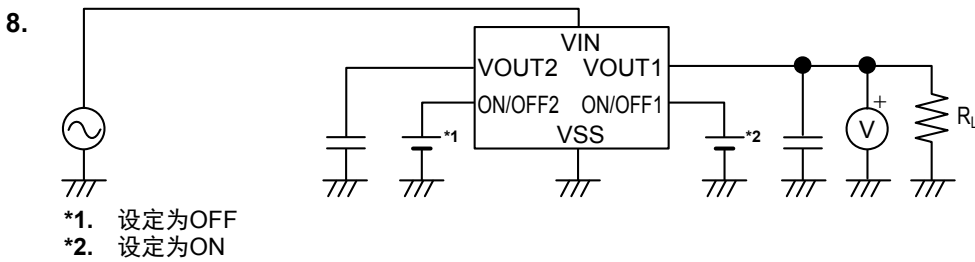 8.
VIN
VOUT2 VOUT1
ON/OFF2 ON/OFF1
*1 VSS *2
+
V
RL
*1. 设定为OFF
*2. 设定为ON